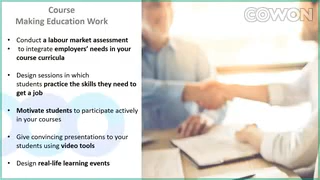 Course
Making Education Work
• Conduct a labour market assessment
• to integrate employers' needs in your
course curricula
• Design sessions in which
students practice the skills they need to
get a job
• Motivate students to participate actively
in your courses
• Give convincing presentations to your
students using video tools
• Design real-life learning events
COWON